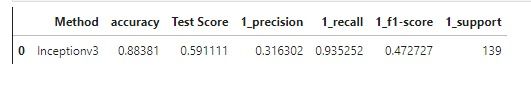 Method accuracy Test Score 1_precision 1_recall 1_f1-score 1_support
0 Inceptionv3 0.88381 0.591111 0.316302 0.935252 0.472727 139